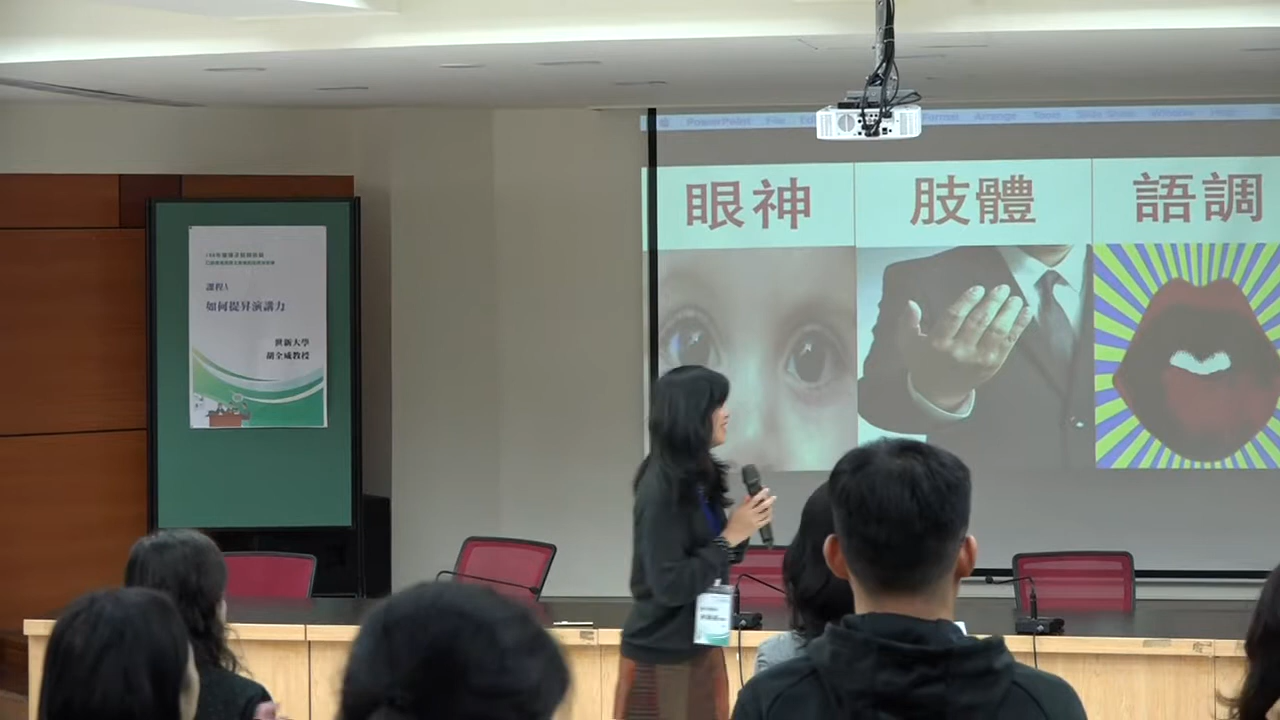 PowerPoint File
Format Arrange Tools Slide Show Window Help
眼神
肢體
語調
課程A
如何提昇演講力
世新大學
胡全威教授